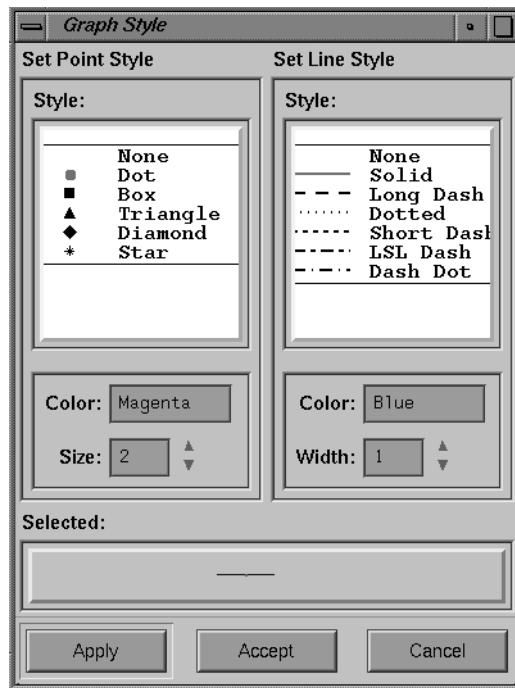 Graph Style
Set Point Style
Style:
None
Dot
Box
Triangle
Diamond
Star
Color: Magenta
Size: 2
Set Line Style
Style:
None
Solid
Long Dash
Dotted
Short Dash
LSL Dash
Dash Dot
Color: Blue
Width: 1
Selected:
Apply
Accept
Cancel